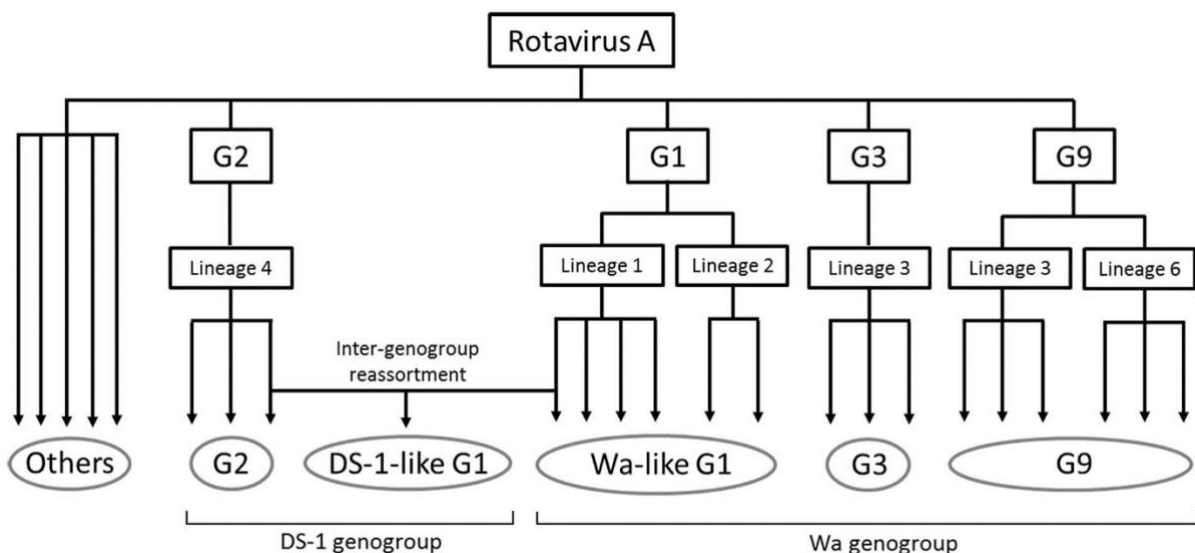 Rotavirus A
G2
G1
G3
G9
Lineage 4
Lineage 1
Lineage 2
Lineage 3
Lineage 3
Lineage 6
Inter-genogroup
reassortment
Others
G2
DS-1-like G1
Wa-like G1
G3
G9
DS-1 genogroup
Wa genogroup